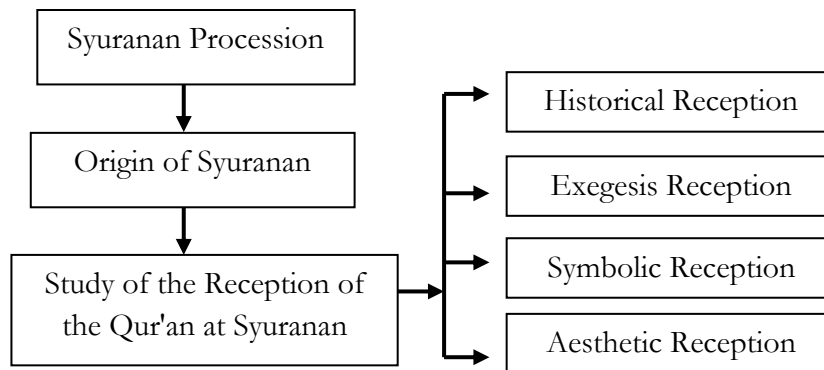 Syuranan Procession
Origin of Syuranan
Study of the Reception of
the Qur'an at Syuranan
Historical Reception
Exegesis Reception
Symbolic Reception
Aesthetic Reception